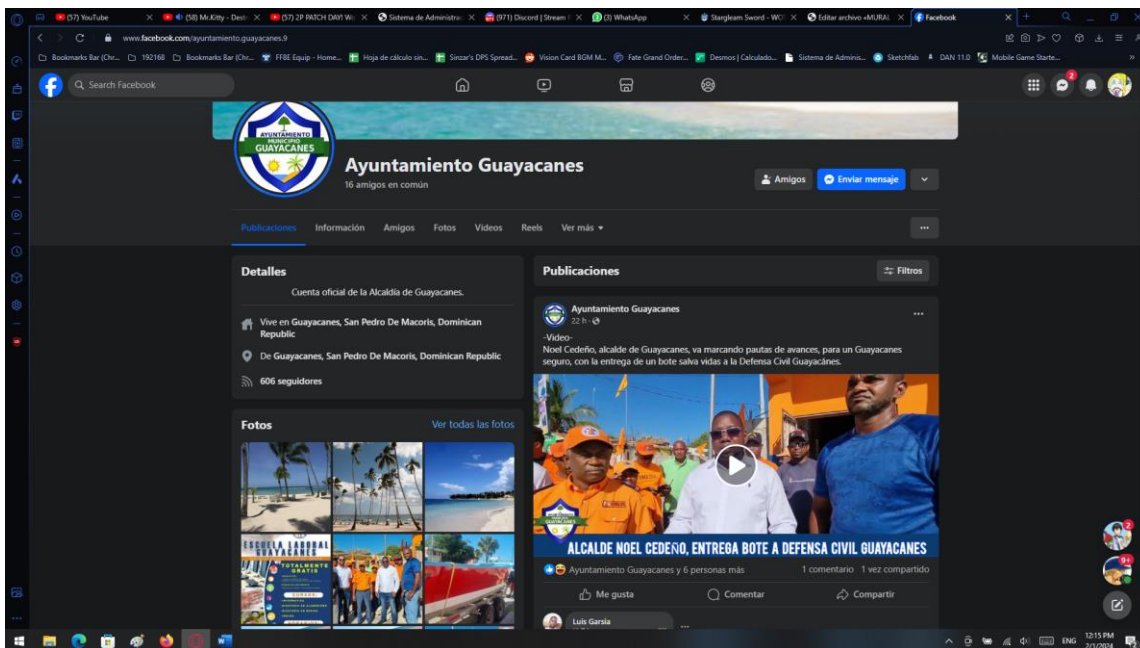 (57) YouTube
(58) Mr.Kitty - Destr
(57) 2P PATCH DAY! W
Sistema de Administrac
(971) Discord | Stream F
(3) WhatsApp
Stargleam Sword - WOT
Editar archivo «MURAL
Facebook
www.facebook.com/ayuntamiento.guayacanes.9
Bookmarks Bar (Chr...
192168
Bookmarks Bar (Chr...
FFBE Equip - Home...
Hoja de cálculo sin...
Sinzar's DPS Spread...
Vision Card BGM M...
Fate Grand Order...
Desmos | Calculado...
Sistema de Adminis...
Sketchfab
DAN 11.0
Mobile Game Starte...
Search Facebook
2
AYUNTAMIENTO
MUNICIPIO
GUAYACANES
Ayuntamiento Guayacanes
16 amigos en común
Amigos
Enviar mensaje
Publicaciones Información Amigos Fotos Videos Reels Ver más
Detalles
Cuenta oficial de la Alcaldía de Guayacanes.
Vive en Guayacanes, San Pedro De Macoris, Dominican
Republic
De Guayacanes, San Pedro De Macoris, Dominican Republic
606 seguidores
Fotos
Ver todas las fotos
ESCUELA LABORAL
GUAYACANES
TOTALMENTE
GRATIS
Publicaciones
Filtros
Ayuntamiento Guayacanes
22 h
-Video-
Noel Cedeño, alcalde de Guayacanes, va marcando pautas de avances, para un Guayacanes
seguro, con la entrega de un bote salva vidas a la Defensa Civil Guayacánes.
GUAYACANES
ALCALDE NOEL CEDEÑO, ENTREGA BOTE A DEFENSA CIVIL GUAYACANES
Ayuntamiento Guayacanes y 6 personas más
1 comentario 1 vez compartido
Me gusta
Comentar
Compartir
Luis Garsia
2
9+
ENG
12:15 PM
2/1/2024